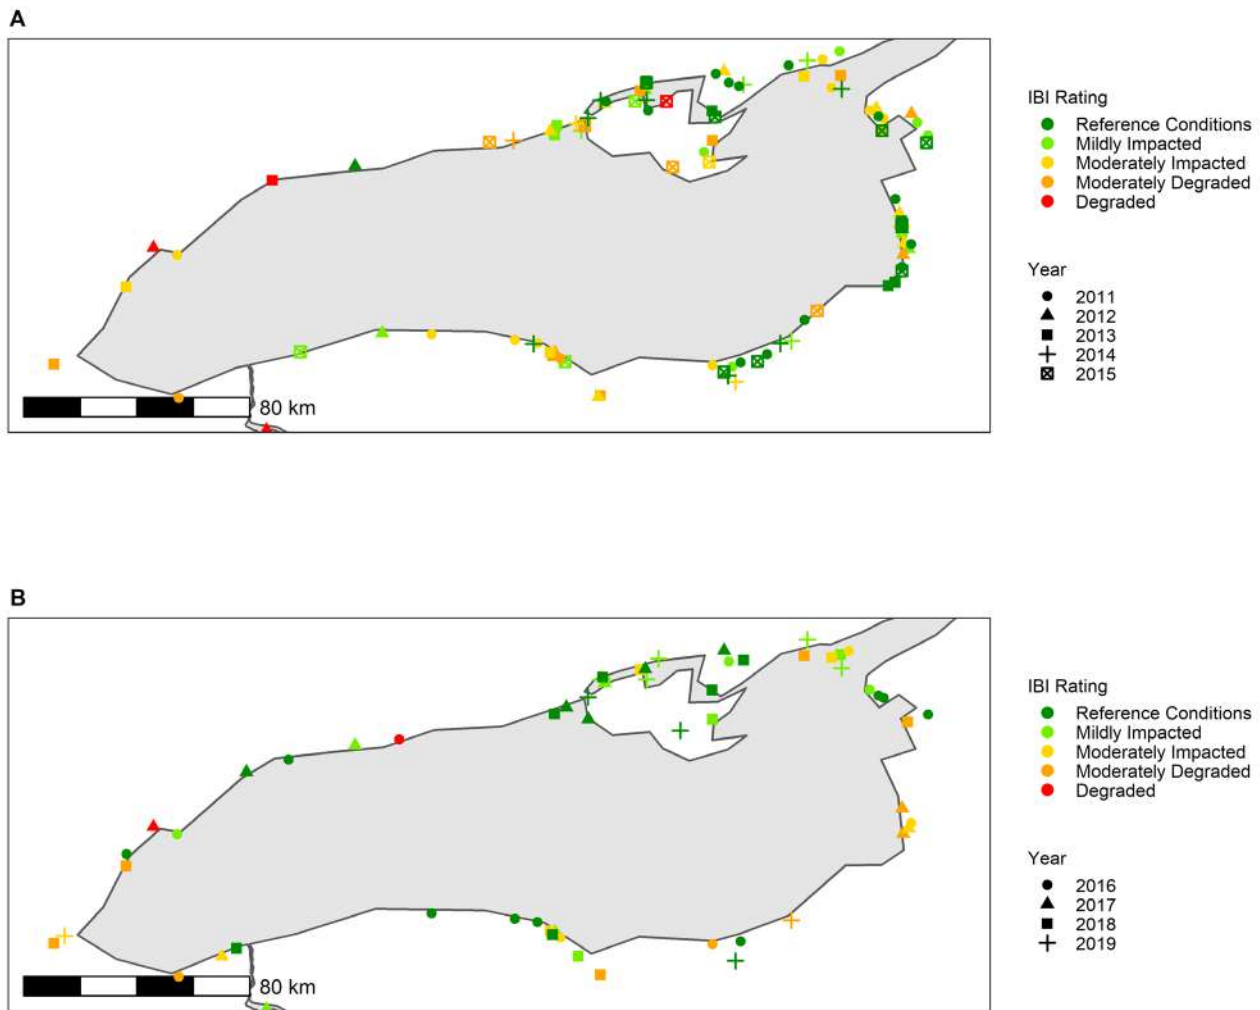 A
IBI Rating
Reference Conditions
Mildly Impacted
Moderately Impacted
Moderately Degraded
Degraded
Year
2011
2012
2013
2014
2015
80 km
B
IBI Rating
Reference Conditions
Mildly Impacted
Moderately Impacted
Moderately Degraded
Degraded
Year
2016
2017
2018
2019
80 km